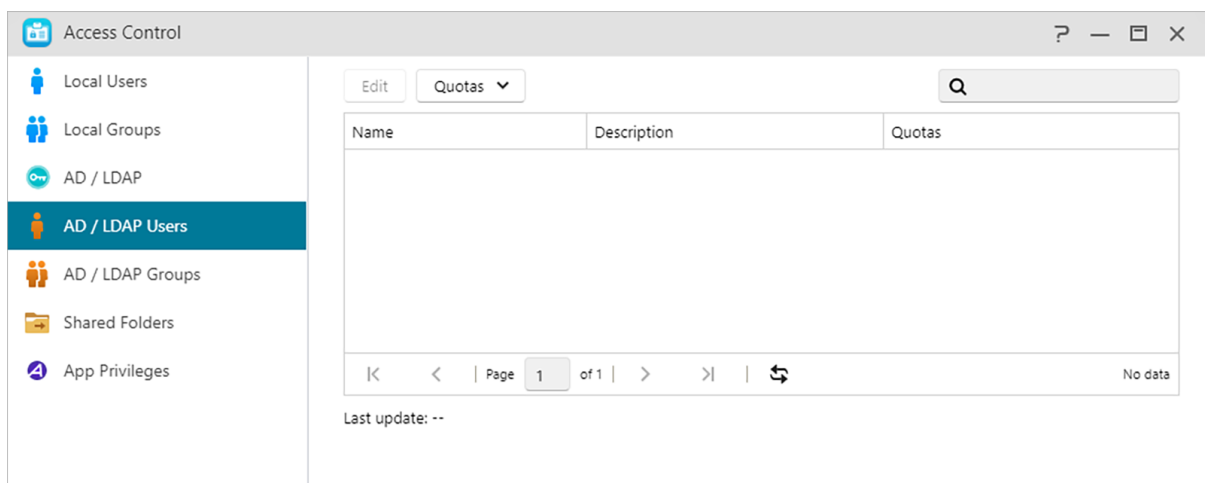 Access Control
Local Users
Local Groups
AD / LDAP
AD / LDAP Users
AD / LDAP Groups
Shared Folders
App Privileges
Edit Quotas
Name Description Quotas
Page 1 of 1 No data
Last update: --